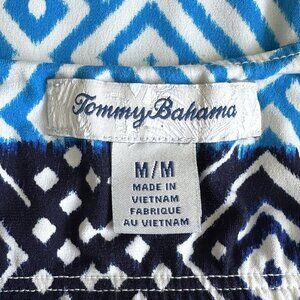 Tommy Bahama
M/M
MADE IN
VIETNAM
FABRIQUE
AU VIETNAM